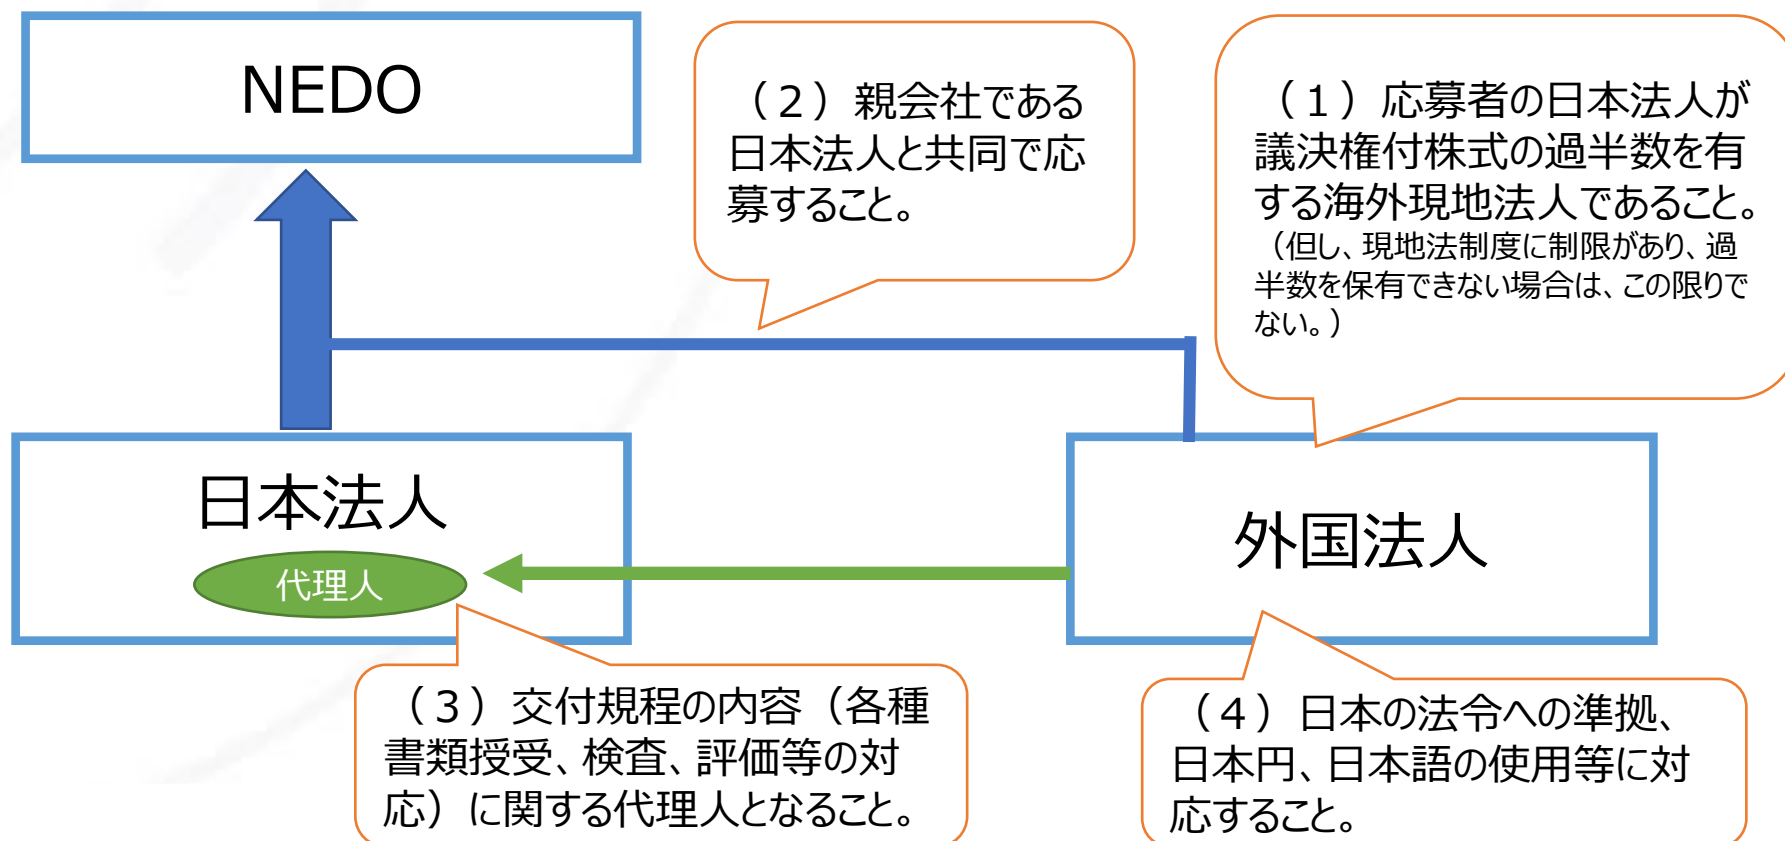 NEDO
（２）親会社である
日本法人と共同で応
募すること。
（１）応募者の日本法人が
議決権付株式の過半数を有
する海外現地法人であること。
（但し、現地法制度に制限があり、過
半数を保有できない場合は、この限りで
ない。）
日本法人
代理人
外国法人
（３）交付規程の内容（各種
書類授受、検査、評価等の対
応）に関する代理人となること。
（４）日本の法令への準拠、
日本円、日本語の使用等に対
応すること。